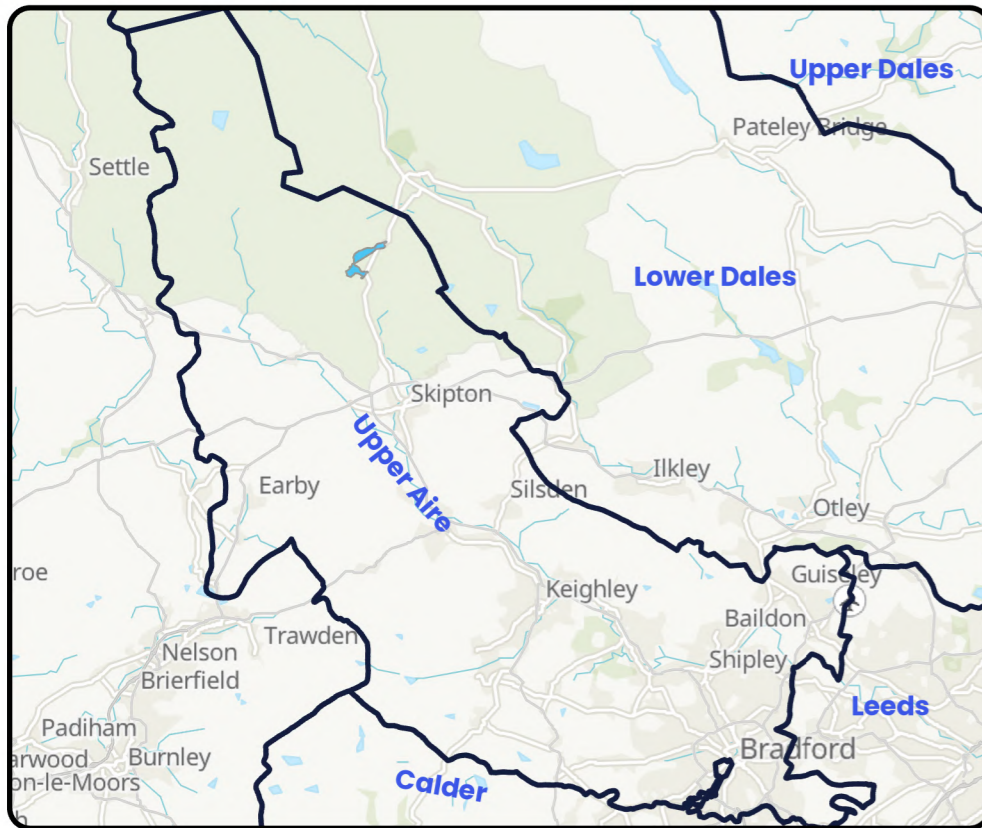 Upper Dales
Pateley Bridge
Settle
Lower Dales
Skipton
Upper Aire
Ilkley
Earby
Silsden
Otley
roe
Guiseley
Keighley
Baildon
Trawden
Nelson
Shipley
Brierfield
Leeds
Padiham
Bradford
arwood
Burnley
on-le-Moors
Calder
h